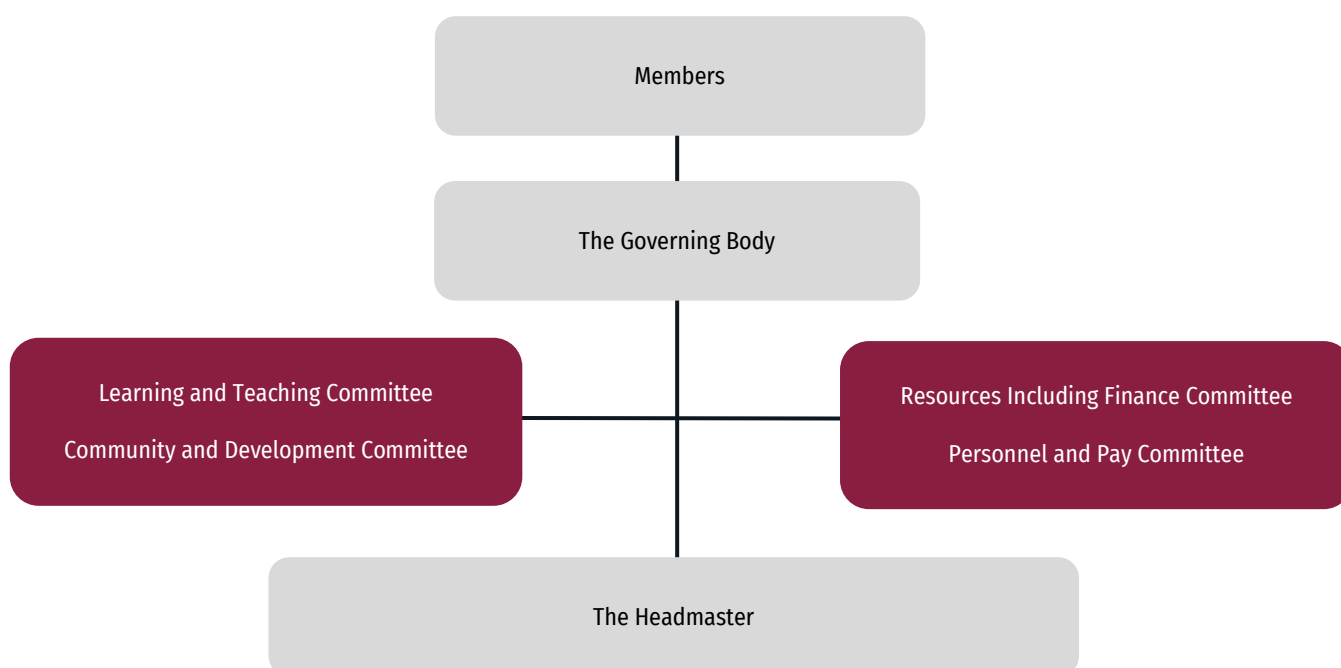 Members
The Governing Body
Learning and Teaching Committee
Community and Development Committee
Resources Including Finance Committee
Personnel and Pay Committee
The Headmaster